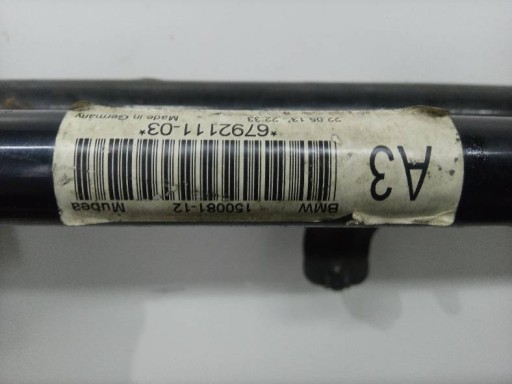 A3
BMW 150081-12 Mubea
*6792111-03*
22.05.13 22:33 Made in Germany